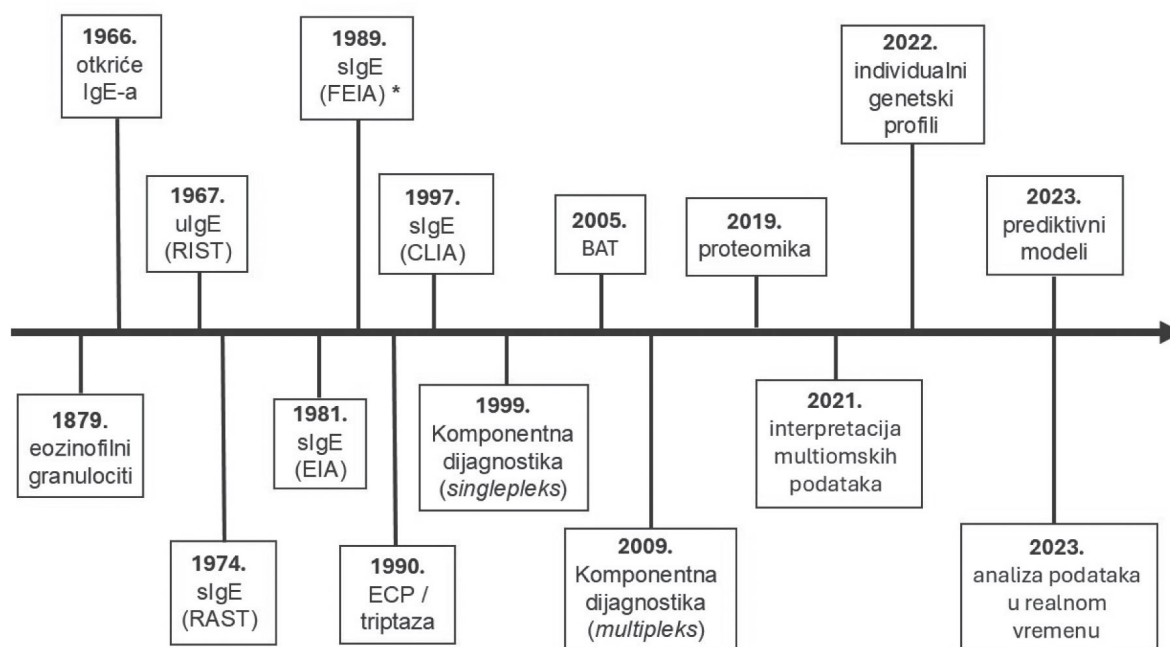 1966.
otkriće
IgE-a
1989.
sIgE
(FEIA) *
2022.
individualni
genetski
profili
1967.
uIgE
(RIST)
1997.
sIgE
(CLIA)
2005.
BAT
2019.
proteomika
2023.
prediktivni
modeli
1879.
eozinofilni
granulociti
1981.
sIgE
(EIA)
1999.
Komponentna
dijagnostika
(singlepleks)
2021.
interpretacija
multiomskih
podataka
1974.
sIgE
(RAST)
1990.
ECP /
triptaza
2009.
Komponentna
dijagnostika
(multipleks)
2023.
analiza podataka
u realnom
vremenu